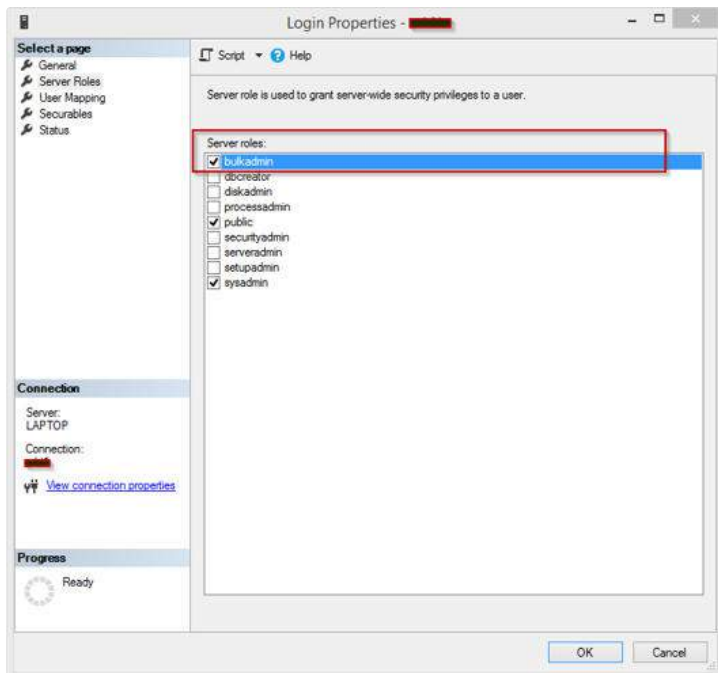 Login Properties -
Select a page
General
Server Roles
User Mapping
Securables
Status
Script
Help
Server role is used to grant server-wide security privileges to a user.
Server roles:
bulkadmin
dbcreator
diskadmin
processadmin
public
securityadmin
serveradmin
setupadmin
sysadmin
Connection
Server:
LAPTOP
Connection:
View connection properties
Progress
Ready
OK
Cancel